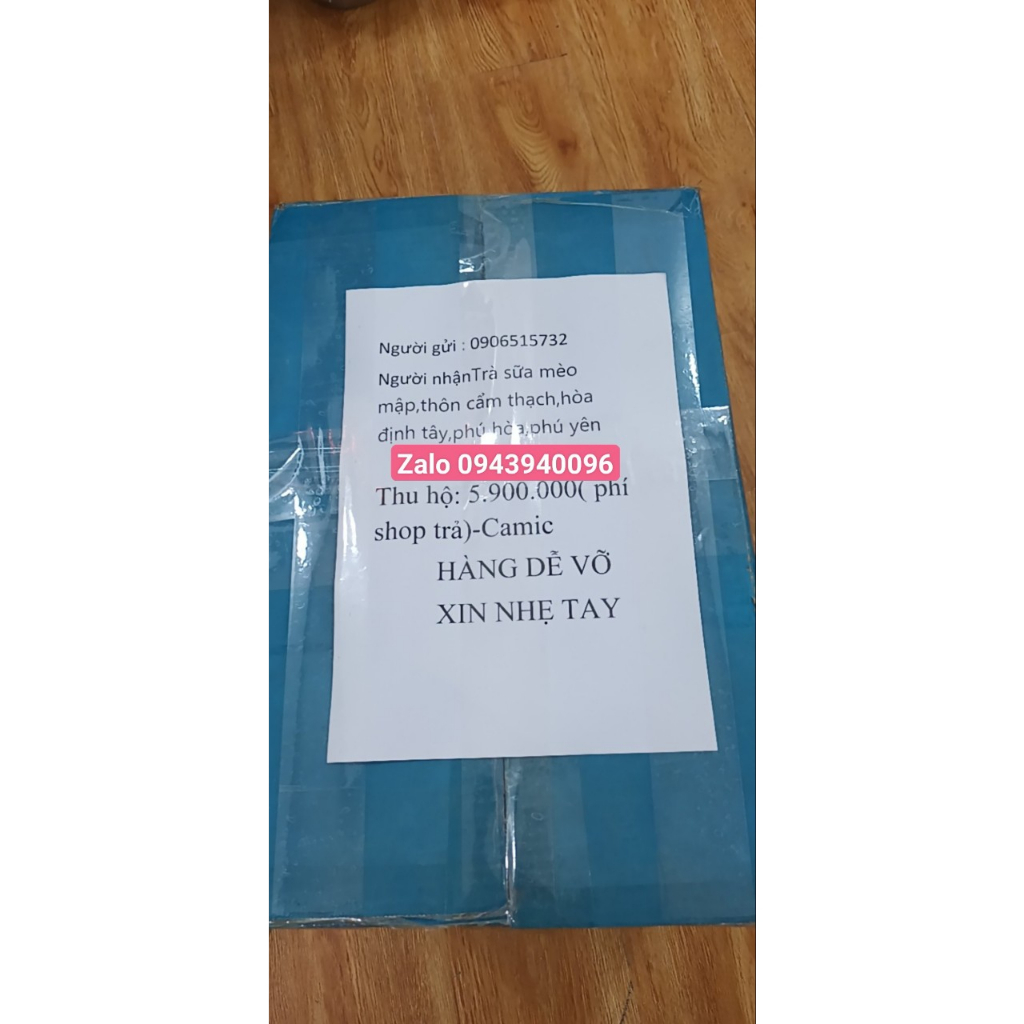 Người gửi : 0906515732
Người nhậnTrà sữa mèo
mập,thôn cẩm thạch,hòa
định tây,phú hòa,phú yên
Zalo 0943940096
Thu hộ: 5.900.000( phí
shop trả)-Camic
HÀNG DỄ VỠ
XIN NHẸ TAY